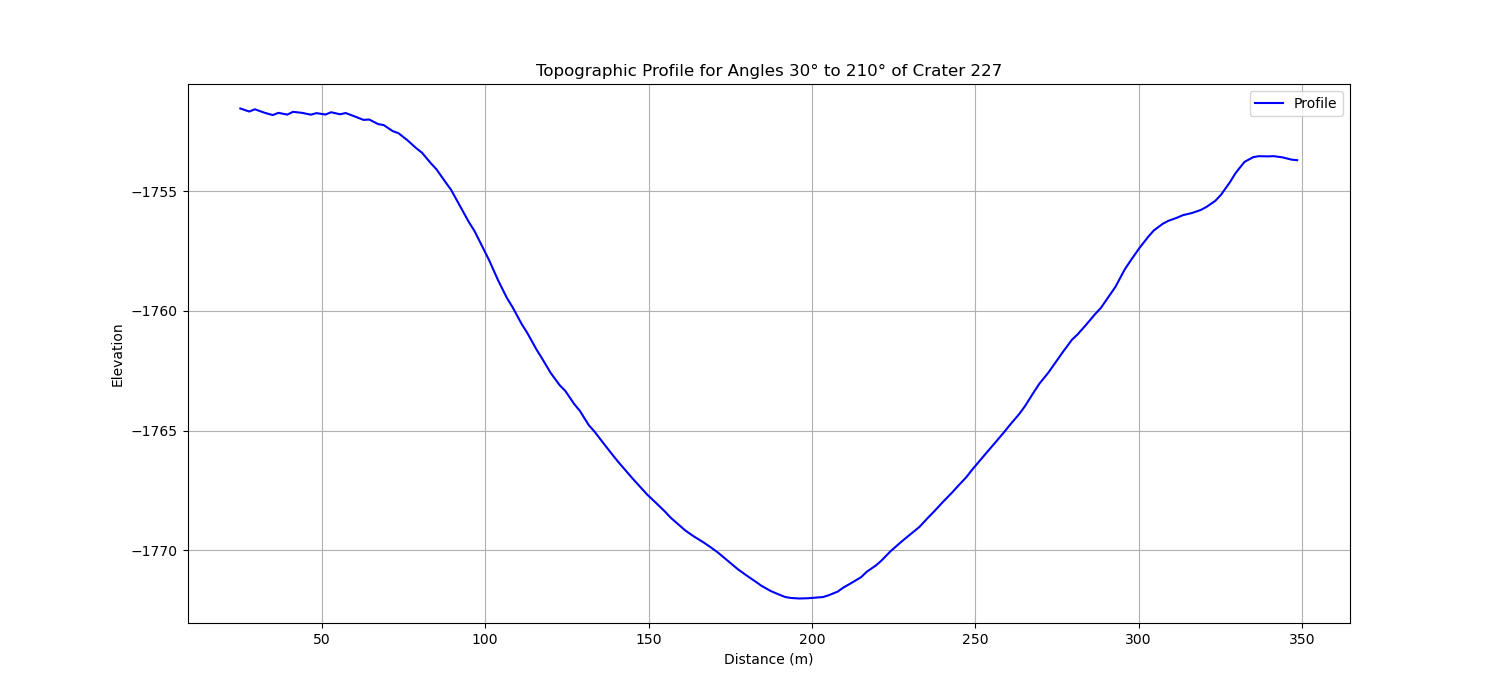 Topographic Profile for Angles 30° to 210° of Crater 227
Profile
Elevation
−1755
−1760
−1765
−1770
50 100 150 200 250 300 350
Distance (m)